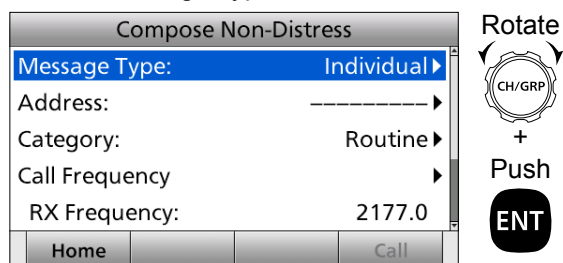 Compose Non-Distress
Message Type: Individual
Address: –––––––––
Category: Routine
Call Frequency
RX Frequency: 2177.0
Home Call
Rotate
CH/GRP
+
Push
ENT